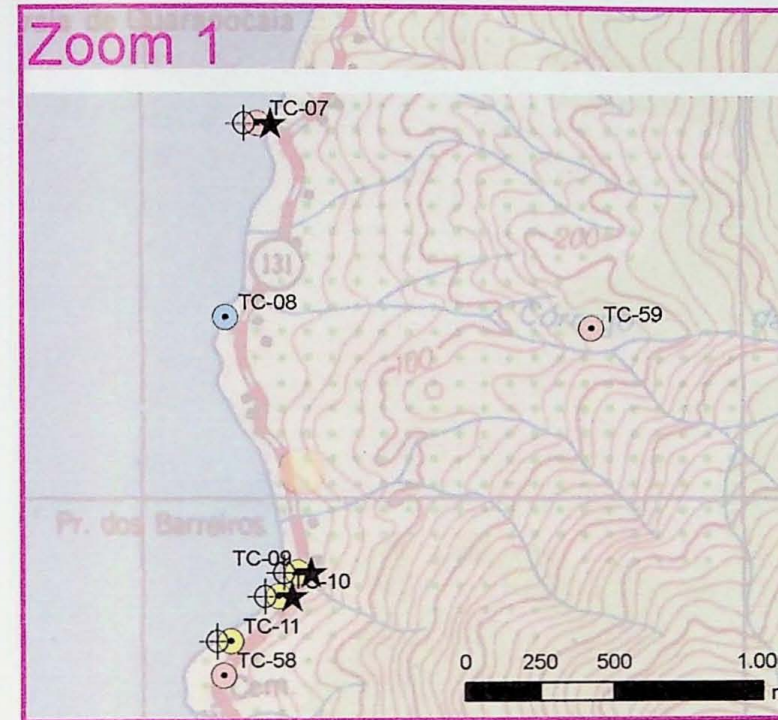 Zoom 1
TC-07
200
131
TC-08
TC-59
100
Pr. dos Barreiros
TC-09
TC-10
TC-11
TC-58
Cem.
0 250 500 1.00